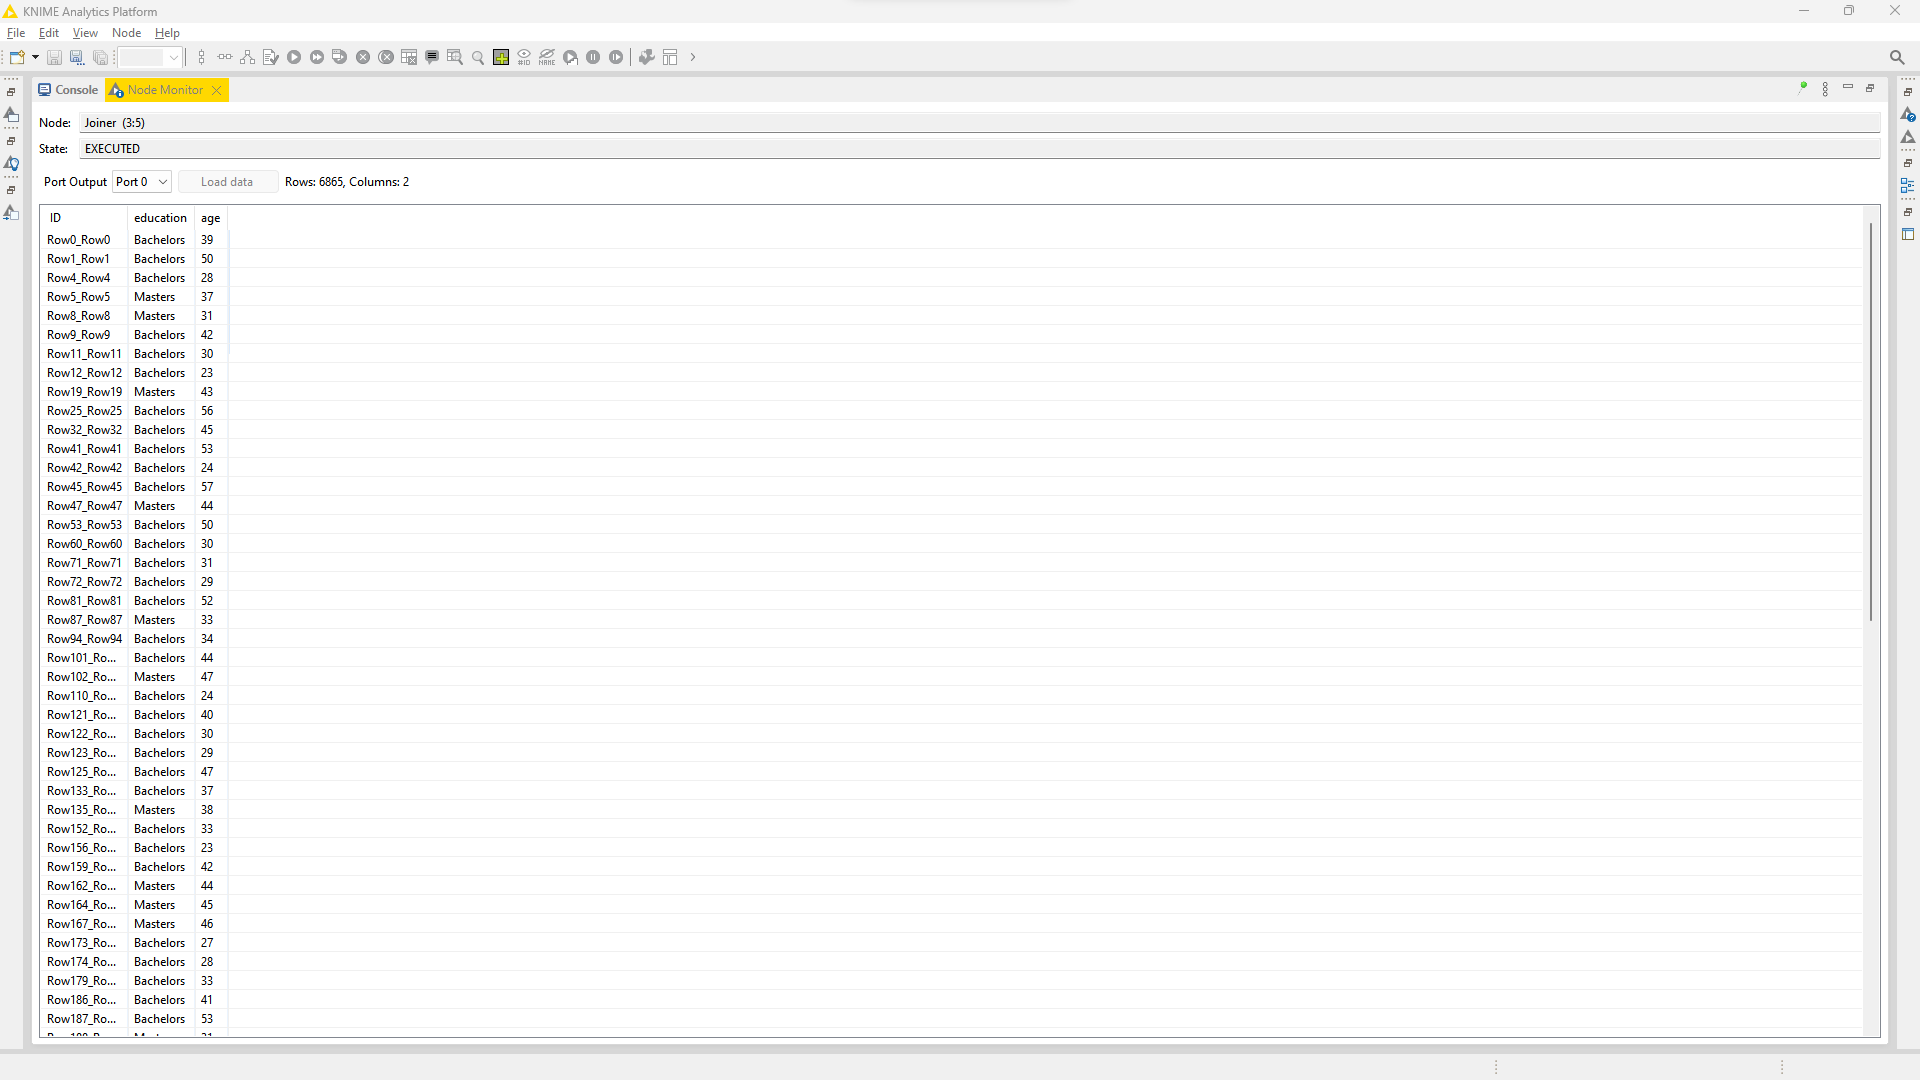 KNIME Analytics Platform
File Edit View Node Help
#ID NAME
Console Node Monitor
Node: Joiner (3:5)
State: EXECUTED
Port Output Port 0 Load data Rows: 6865, Columns: 2
ID education age
Row0_Row0 Bachelors 39
Row1_Row1 Bachelors 50
Row4_Row4 Bachelors 28
Row5_Row5 Masters 37
Row8_Row8 Masters 31
Row9_Row9 Bachelors 42
Row11_Row11 Bachelors 30
Row12_Row12 Bachelors 23
Row19_Row19 Masters 43
Row25_Row25 Bachelors 56
Row32_Row32 Bachelors 45
Row41_Row41 Bachelors 53
Row42_Row42 Bachelors 24
Row45_Row45 Bachelors 57
Row47_Row47 Masters 44
Row53_Row53 Bachelors 50
Row60_Row60 Bachelors 30
Row71_Row71 Bachelors 31
Row72_Row72 Bachelors 29
Row81_Row81 Bachelors 52
Row87_Row87 Masters 33
Row94_Row94 Bachelors 34
Row101_Ro... Bachelors 44
Row102_Ro... Masters 47
Row110_Ro... Bachelors 24
Row121_Ro... Bachelors 40
Row122_Ro... Bachelors 30
Row123_Ro... Bachelors 29
Row125_Ro... Bachelors 47
Row133_Ro... Bachelors 37
Row135_Ro... Masters 38
Row152_Ro... Bachelors 33
Row156_Ro... Bachelors 23
Row159_Ro... Bachelors 42
Row162_Ro... Masters 44
Row164_Ro... Masters 45
Row167_Ro... Masters 46
Row173_Ro... Bachelors 27
Row174_Ro... Bachelors 28
Row179_Ro... Bachelors 33
Row186_Ro... Bachelors 41
Row187_Ro... Bachelors 53